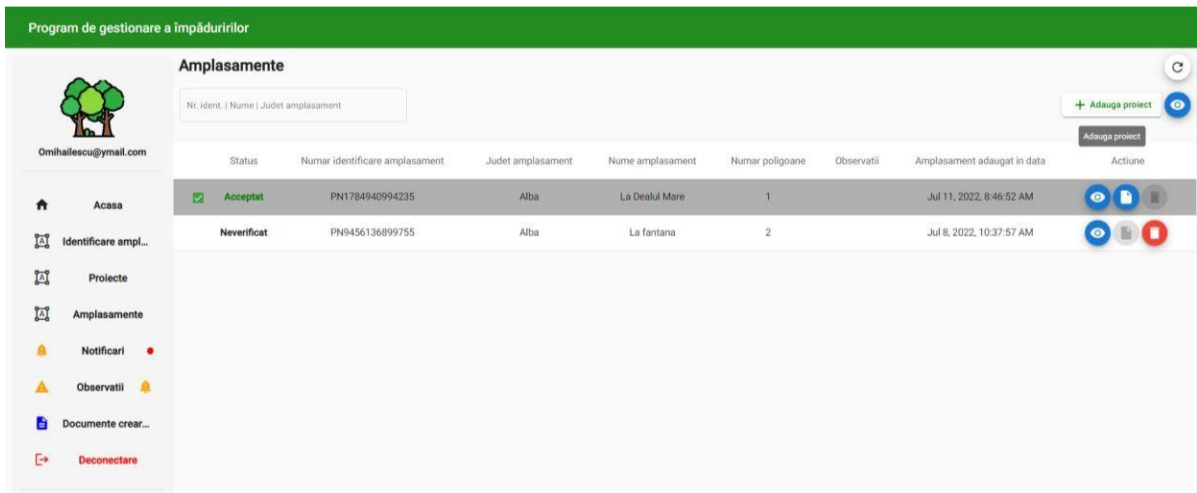 Program de gestionare a împăduririlor
Omihailescu@ymail.com
Acasa
Identificare ampl...
Proiecte
Amplasamente
Notificari
Observatii
Documente crear...
Deconectare
Amplasamente
Nr. ident. | Nume | Judet amplasament
+ Adauga proiect
Adauga proiect
Status Numar identificare amplasament Judet amplasament Nume amplasament Numar poligoane Observatii Amplasament adaugat in data Actiune
Acceptat PN1784940994235 Alba La Dealul Mare 1 Jul 11, 2022, 8:46:52 AM
Neverificat PN9456136899755 Alba La fantana 2 Jul 8, 2022, 10:37:57 AM